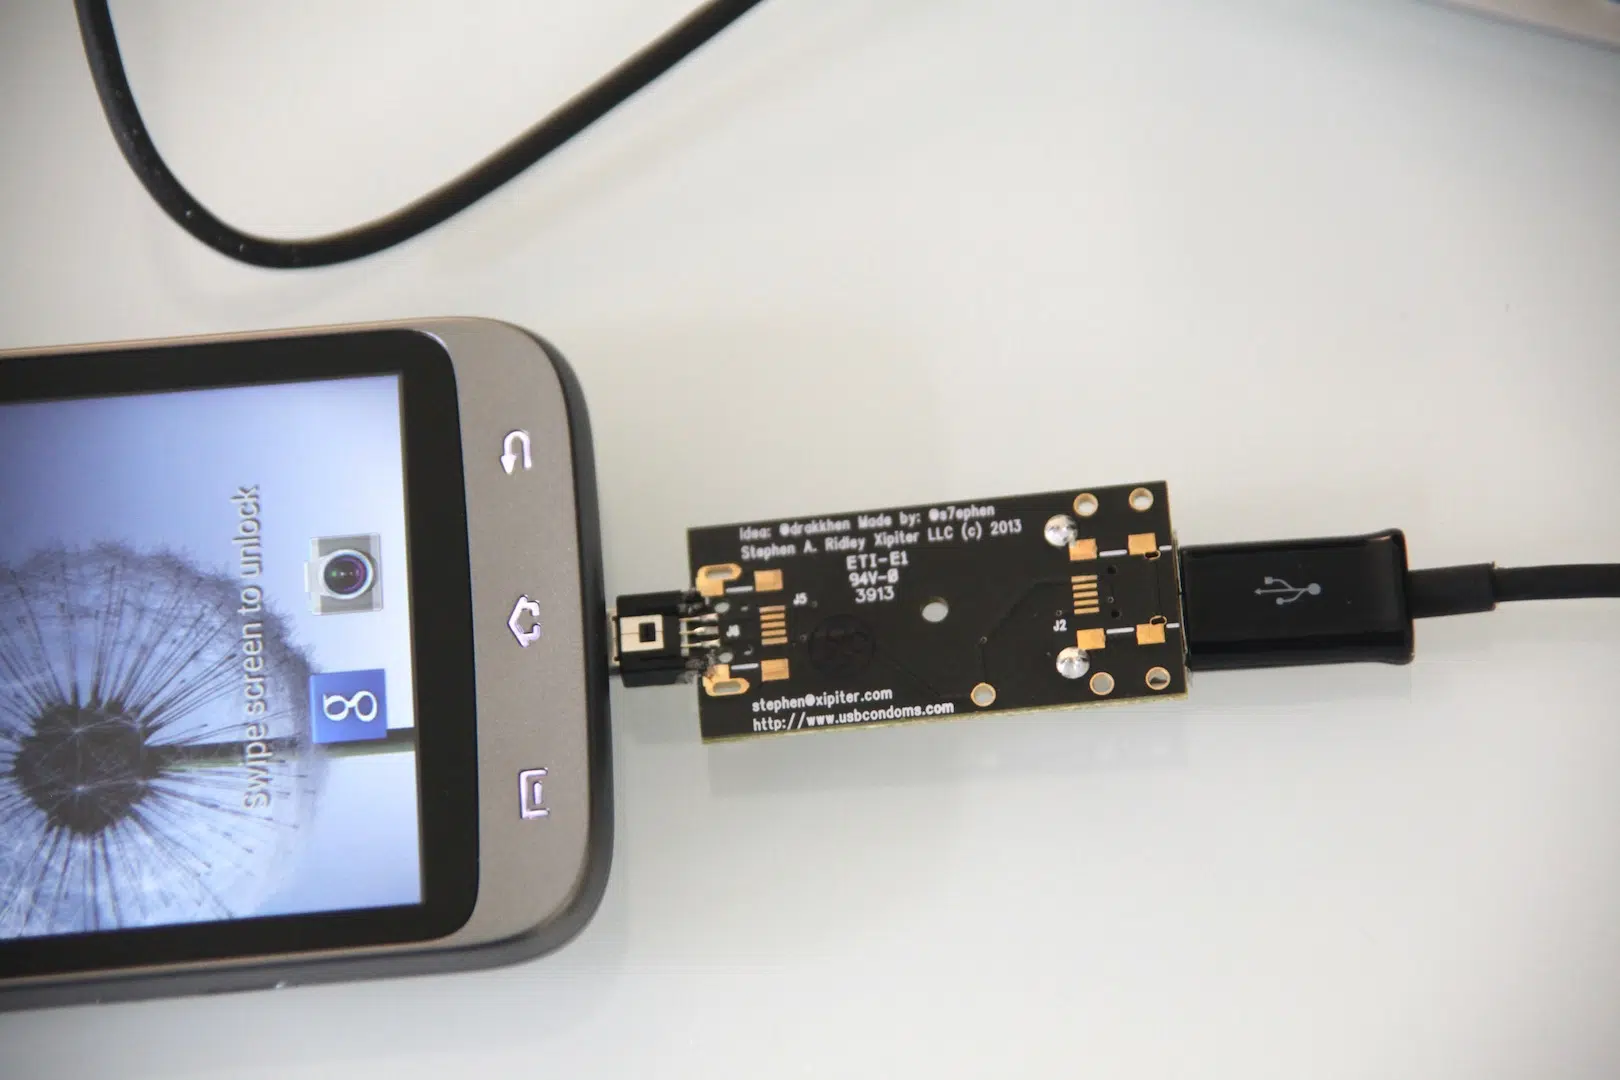 swipe screen to unlock
g
Idea: @drakkhen Made by: @s7ephen
Stephen A. Ridley Xipiter LLC (c) 2013
ETI-E1
94V-0
3913
J5
J6
J2
stephen@xipiter.com
http://www.usbcondoms.com